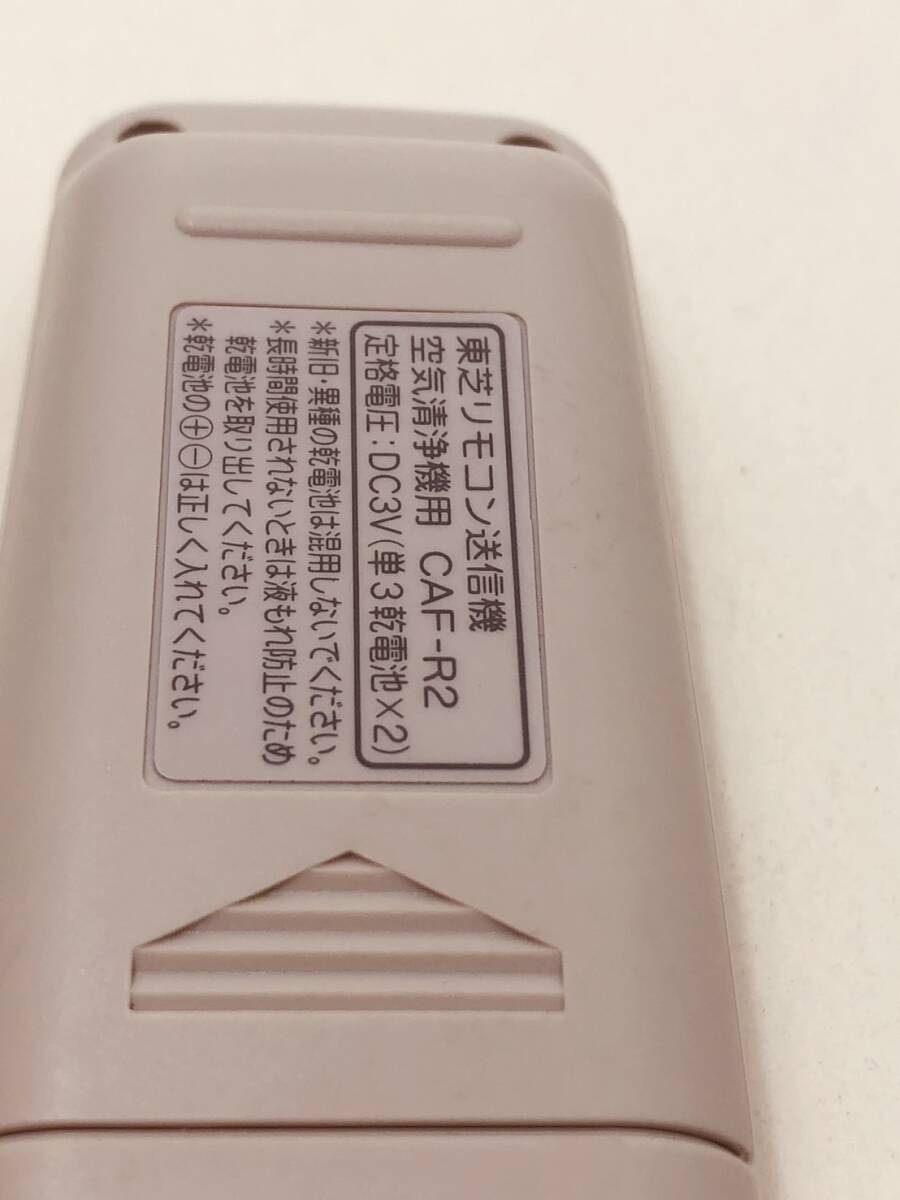 東芝リモコン送信機
空気清浄機用 CAF-R2
定格電圧：DC3V(単3乾電池×2)
＊新旧・異種の乾電池は混用しないでください。
＊長時間使用されないときは液もれ防止のため
乾電池を取り出してください。
＊乾電池の⊕⊖は正しく入れてください。